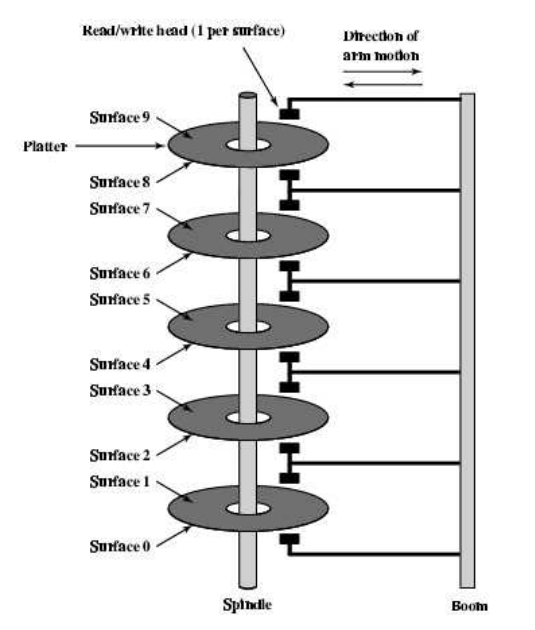 Read/write head (1 per surface)
Direction of
arm motion
Surface 9
Platter
Surface 8
Surface 7
Surface 6
Surface 5
Surface 4
Surface 3
Surface 2
Surface 1
Surface 0
Spindle
Boom